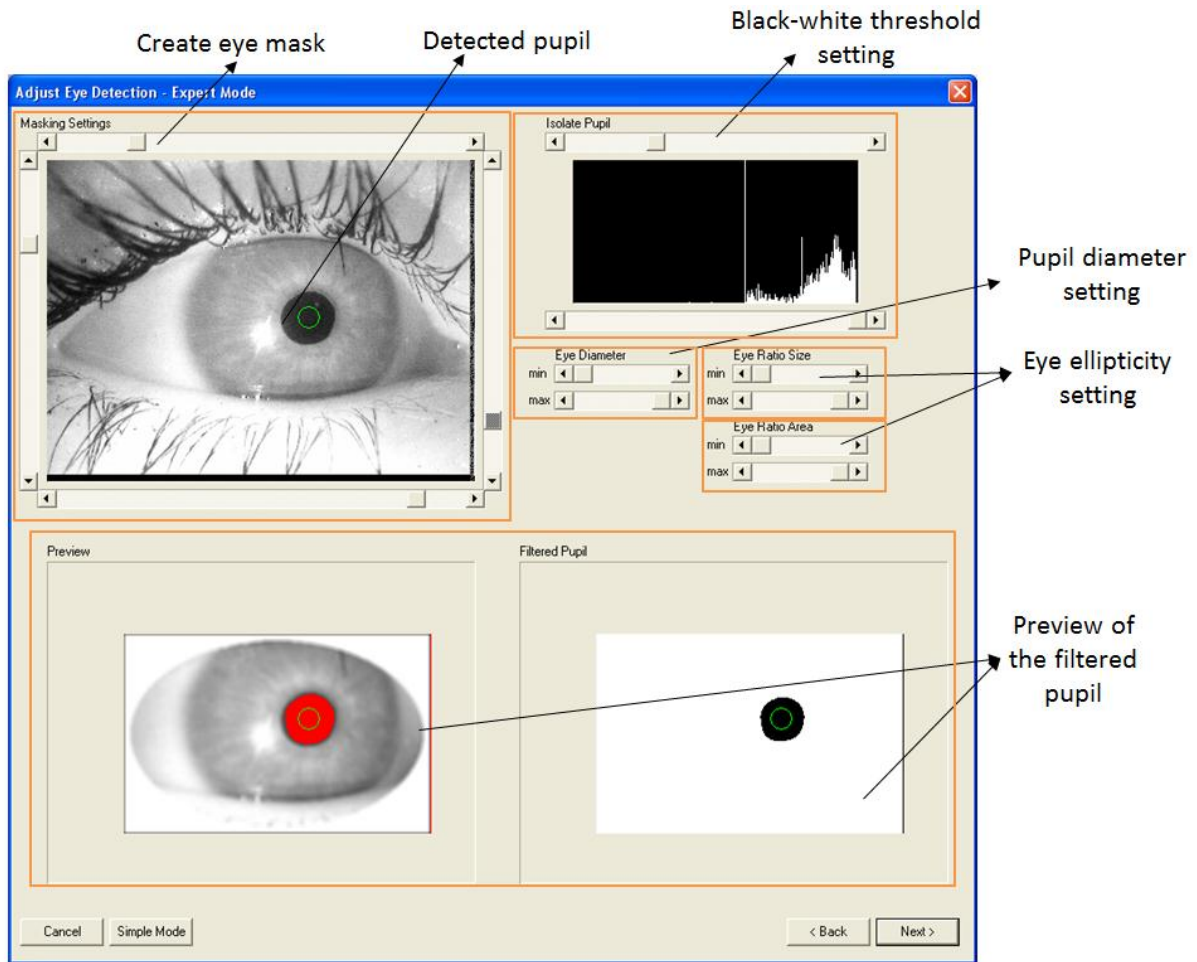 Create eye mask
Detected pupil
Black-white threshold
setting
Adjust Eye Detection - Expert Mode
Masking Settings
Isolate Pupil
Pupil diameter
setting
Eye Diameter
min
max
Eye Ratio Size
min
max
Eye ellipticity
setting
Eye Ratio Area
min
max
Preview
Filtered Pupil
Preview of
the filtered
pupil
Cancel
Simple Mode
< Back
Next >